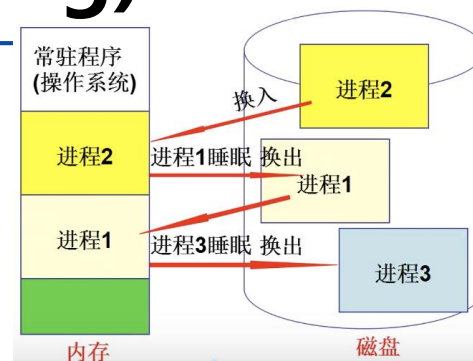 常驻程序
(操作系统)
换入
进程2
进程2
进程1睡眠 换出
进程1
进程1
进程3睡眠 换出
进程3
内存
磁盘